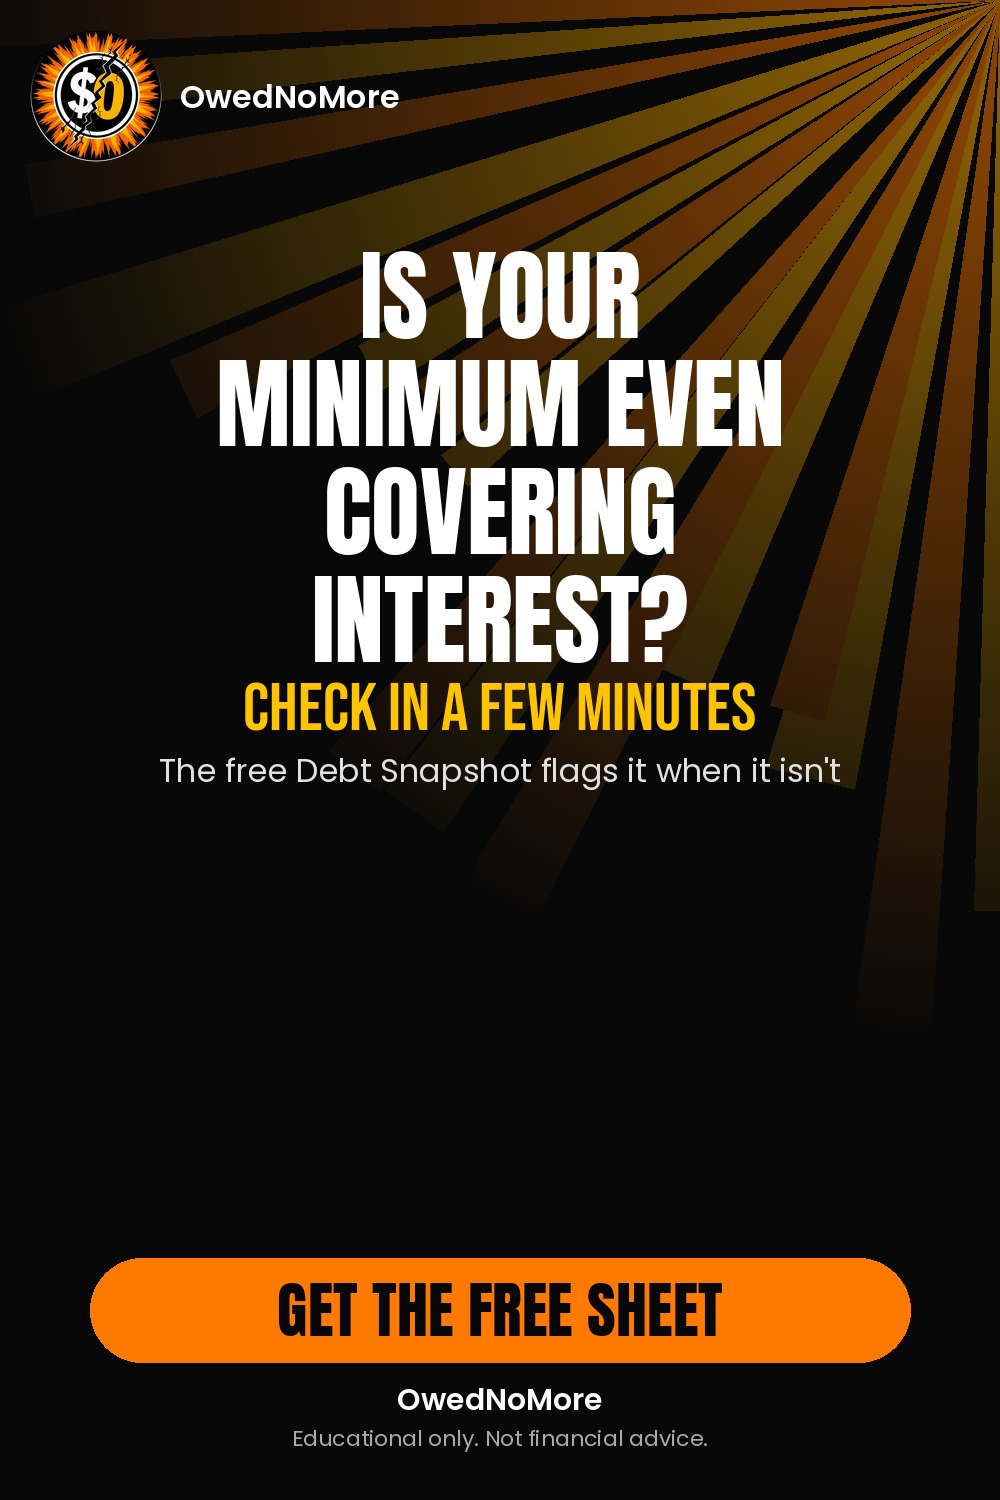 $0
OwedNoMore
IS YOUR
MINIMUM EVEN
COVERING
INTEREST?
CHECK IN A FEW MINUTES
The free Debt Snapshot flags it when it isn't
GET THE FREE SHEET
OwedNoMore
Educational only. Not financial advice.